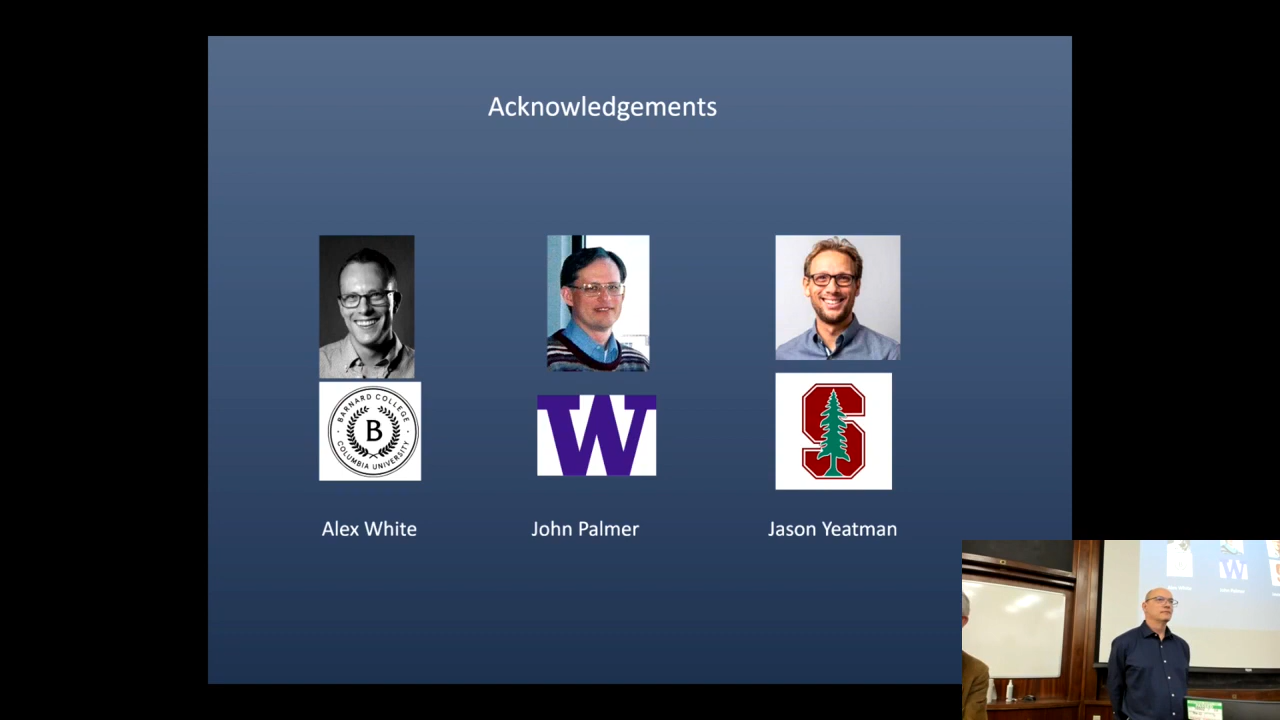 Acknowledgements
BARNARD COLLEGE
B
COLUMBIA UNIVERSITY
W
S
Alex White
John Palmer
Jason Yeatman
W